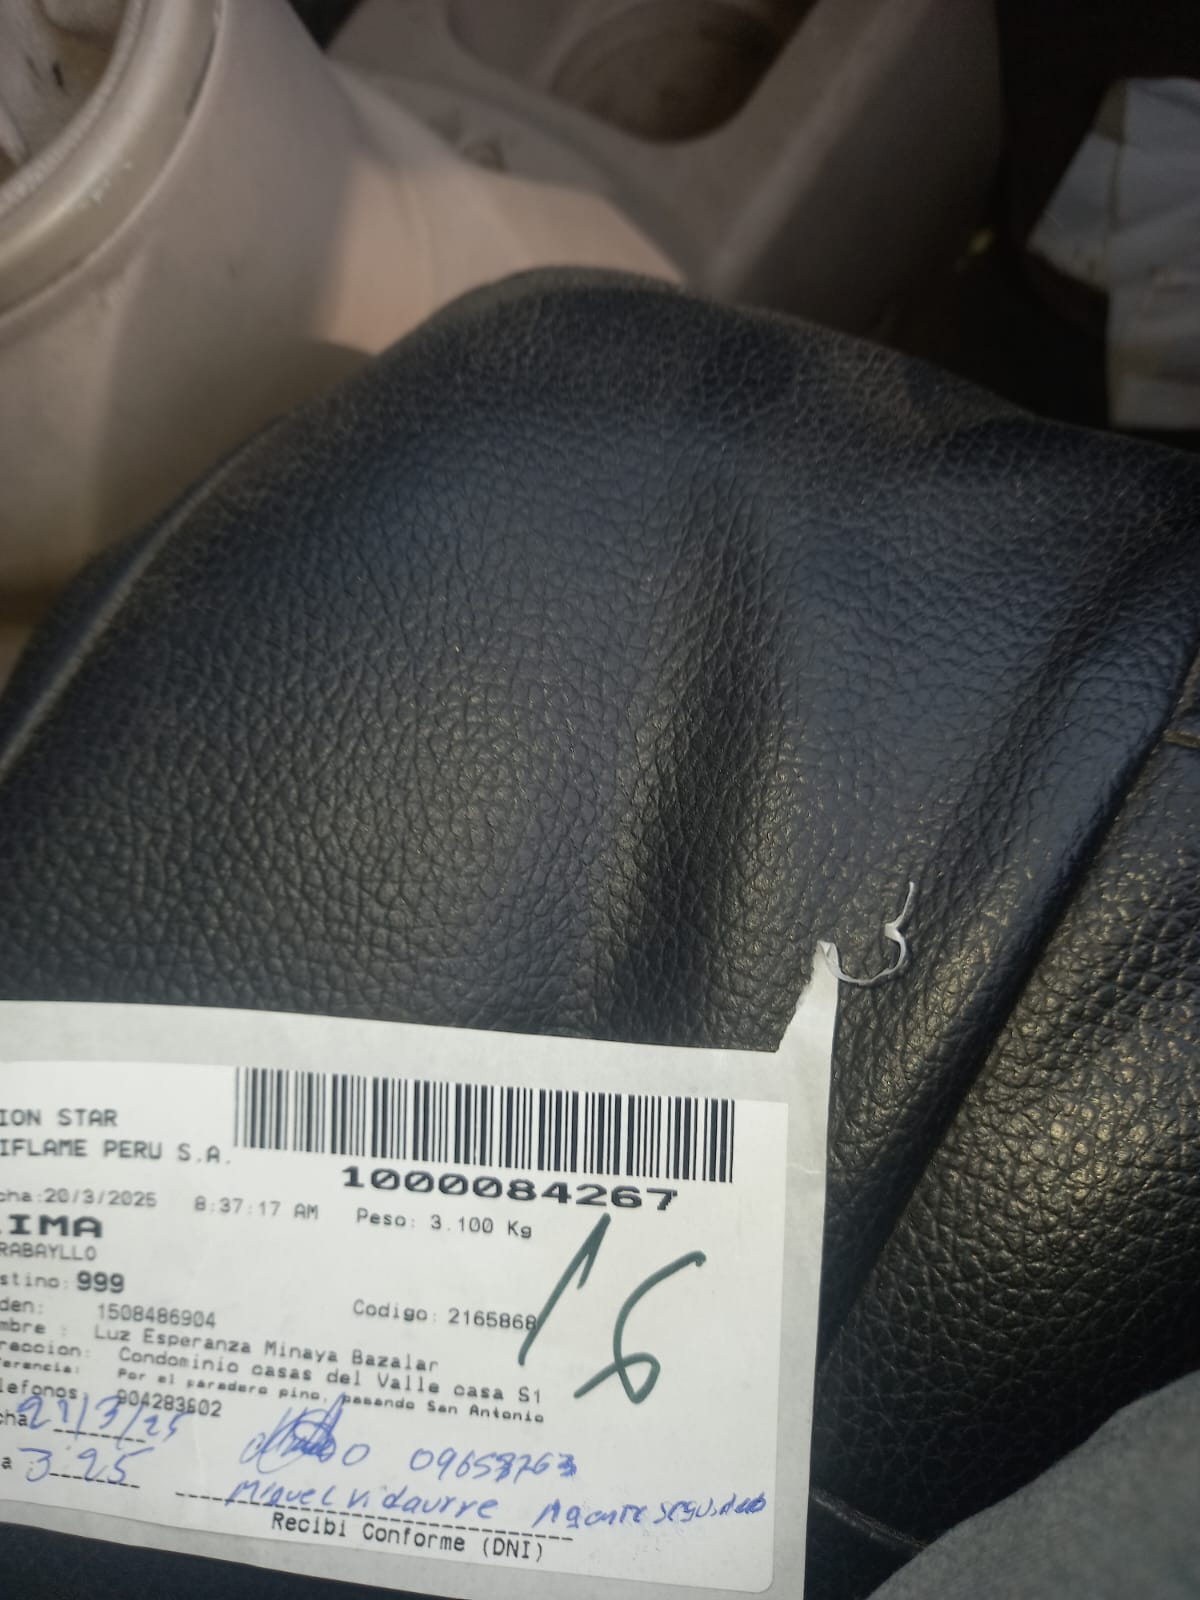 ION STAR
IFLAME PERU S.A.
1000084267
cha:20/3/2025 8:37:17 AM Peso: 3.100 Kg
IMA
RABAYLLO
stino: 999
den: 1508486904 Codigo: 2165868
16
mbre : Luz Esperanza Minaya Bazalar
reccion: Condominio casas del Valle casa S1
ferencia: Por el paradero pino, pasando San Antonio
lefonos 904283602
cha 21/3/25
a 3:25 09658763
Miguel Vidaurre Agente
Recibi Conforme (DNI)